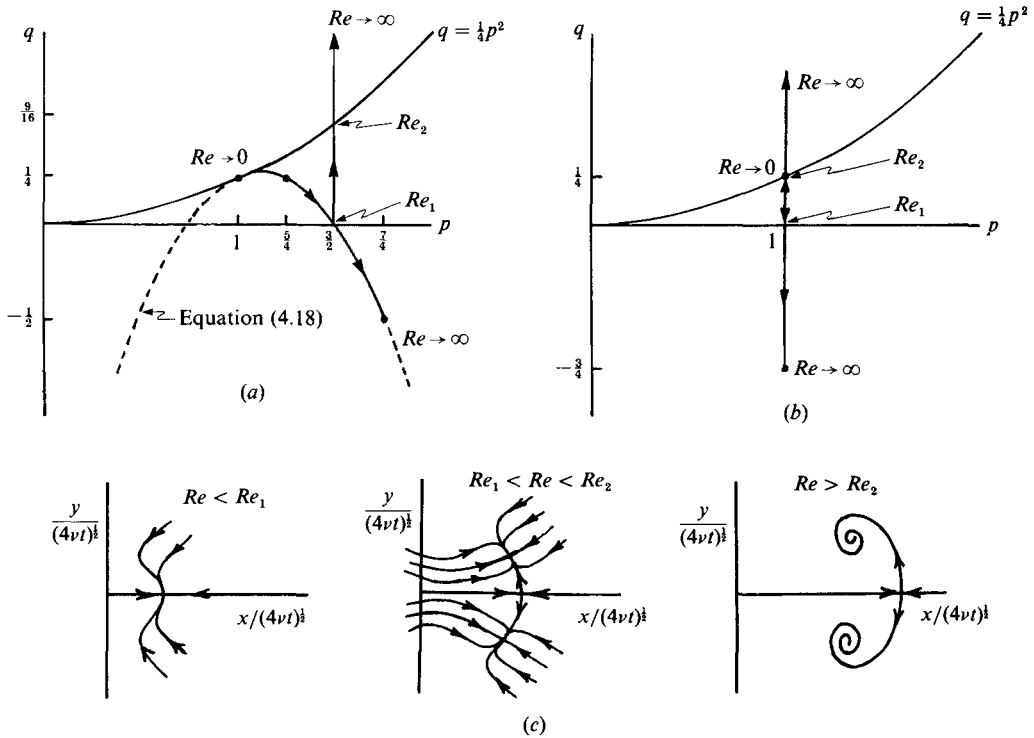 q
Re → ∞
q = ¼p²
9/16
Re₂
Re → 0
1/4
Re₁
p
1
5/4
3/2
7/4
−1/2
Equation (4.18)
Re → ∞
(a)
q
q = ¼p²
Re → ∞
Re → 0
Re₂
1/4
Re₁
1
p
−3/4
Re → ∞
(b)
Re < Re₁
y/(4νt)^½
x/(4νt)^½
Re₁ < Re < Re₂
y/(4νt)^½
x/(4νt)^½
Re > Re₂
y/(4νt)^½
x/(4νt)^½
(c)